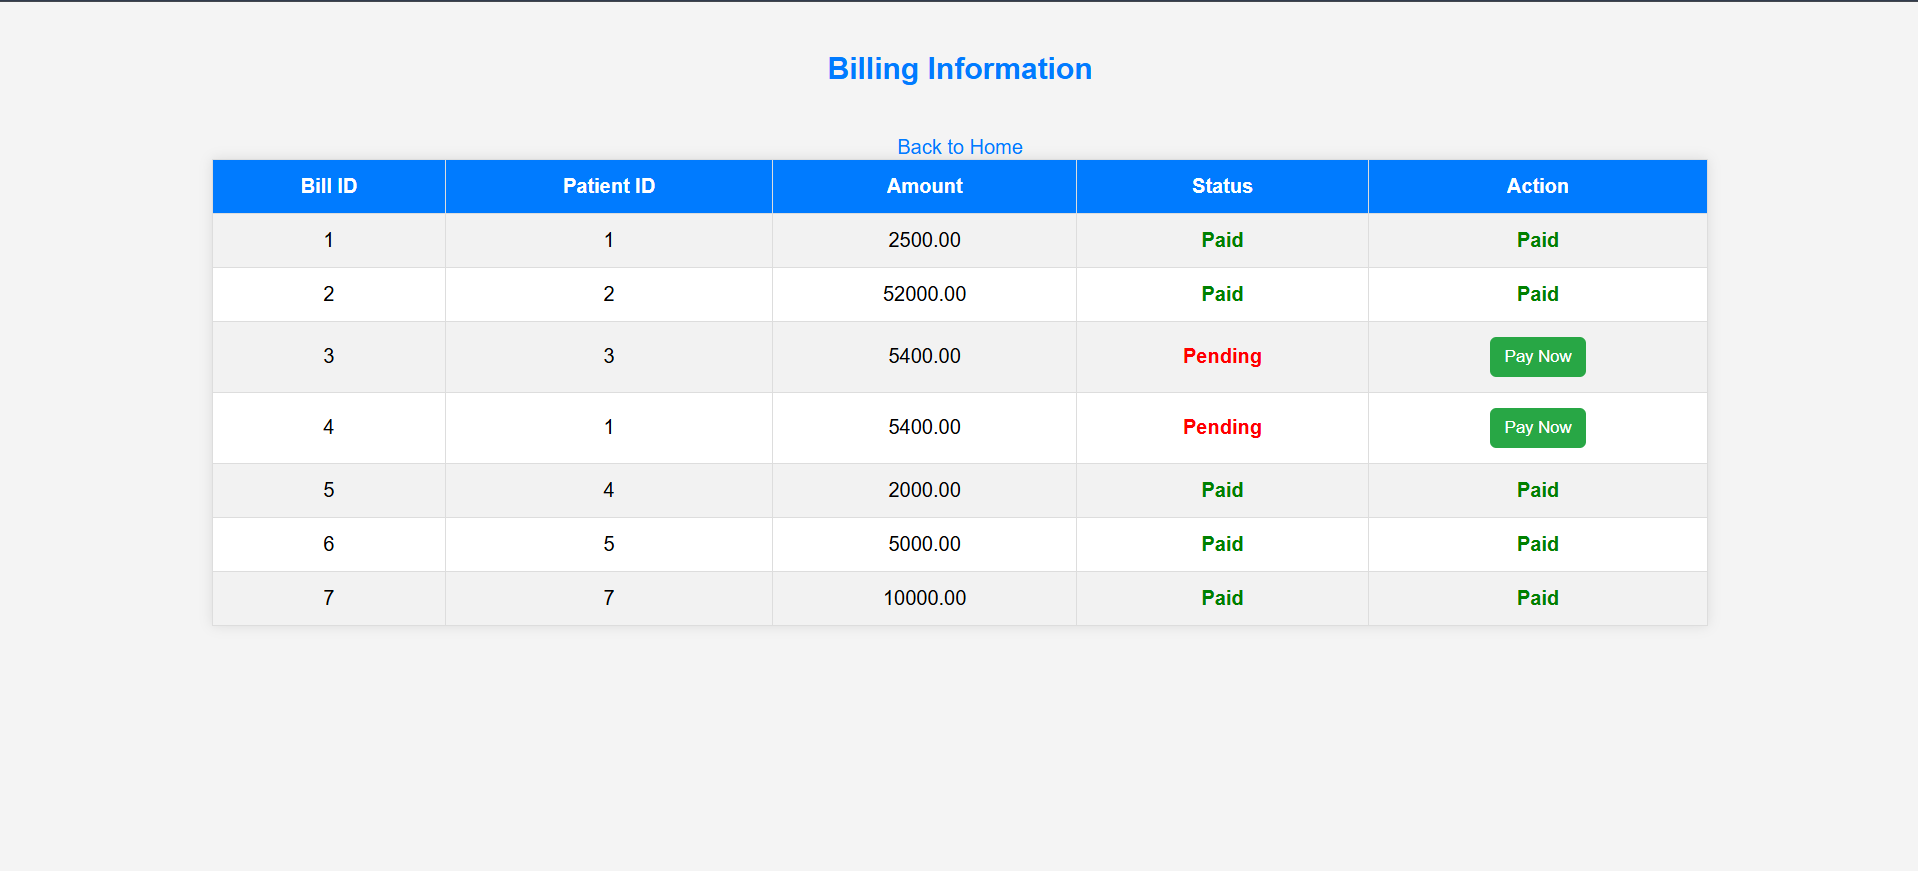 Billing Information
Back to Home
Bill ID Patient ID Amount Status Action
1 1 2500.00 Paid Paid
2 2 52000.00 Paid Paid
3 3 5400.00 Pending Pay Now
4 1 5400.00 Pending Pay Now
5 4 2000.00 Paid Paid
6 5 5000.00 Paid Paid
7 7 10000.00 Paid Paid